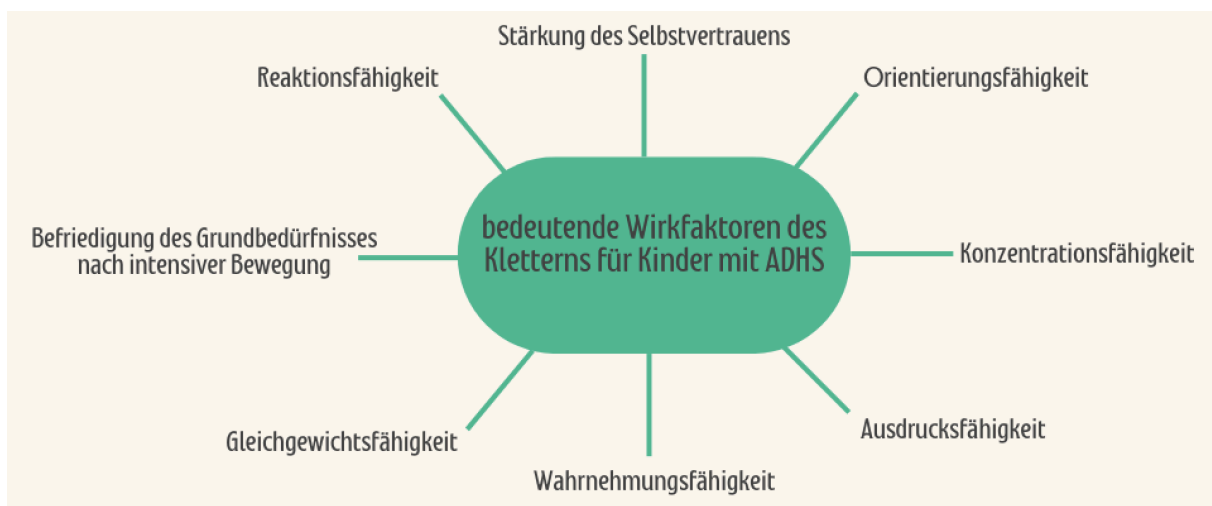 Stärkung des Selbstvertrauens
Reaktionsfähigkeit
Orientierungsfähigkeit
bedeutende Wirkfaktoren des
Kletterns für Kinder mit ADHS
Befriedigung des Grundbedürfnisses
nach intensiver Bewegung
Konzentrationsfähigkeit
Gleichgewichtsfähigkeit
Ausdrucksfähigkeit
Wahrnehmungsfähigkeit